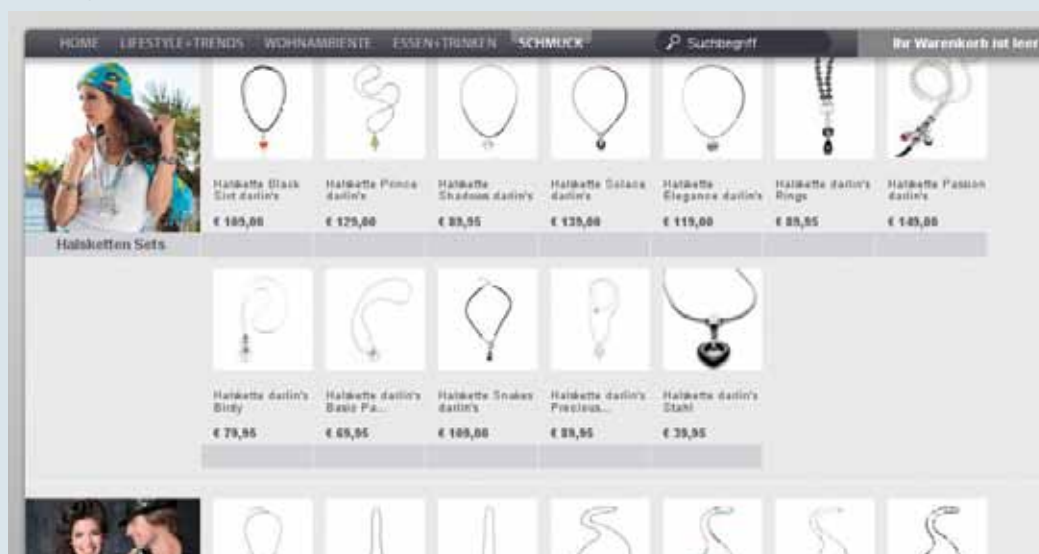 HOME LIFESTYLE+TRENDS WOHNAMBIENTE ESSEN+TRINKEN SCHMUCK Suchbegriff Ihr Warenkorb ist leer
Halskette Black Halskette Prince Halskette Halskette Solace Halskette Halskette darlin's Halskette Passion
darlin's darlin's Shadows darlin's darlin's Elegance darlin's Rings darlin's
€ 109,00 € 129,00 € 89,95 € 139,00 € 119,00 € 89,95 € 149,00
Halsketten Sets
Halskette darlin's Halskette darlin's Halskette Snakes Halskette darlin's Halskette darlin's
Birdy Basic Pa... darlin's Precious... Stahl
€ 79,95 € 69,95 € 109,00 € 89,95 € 39,95